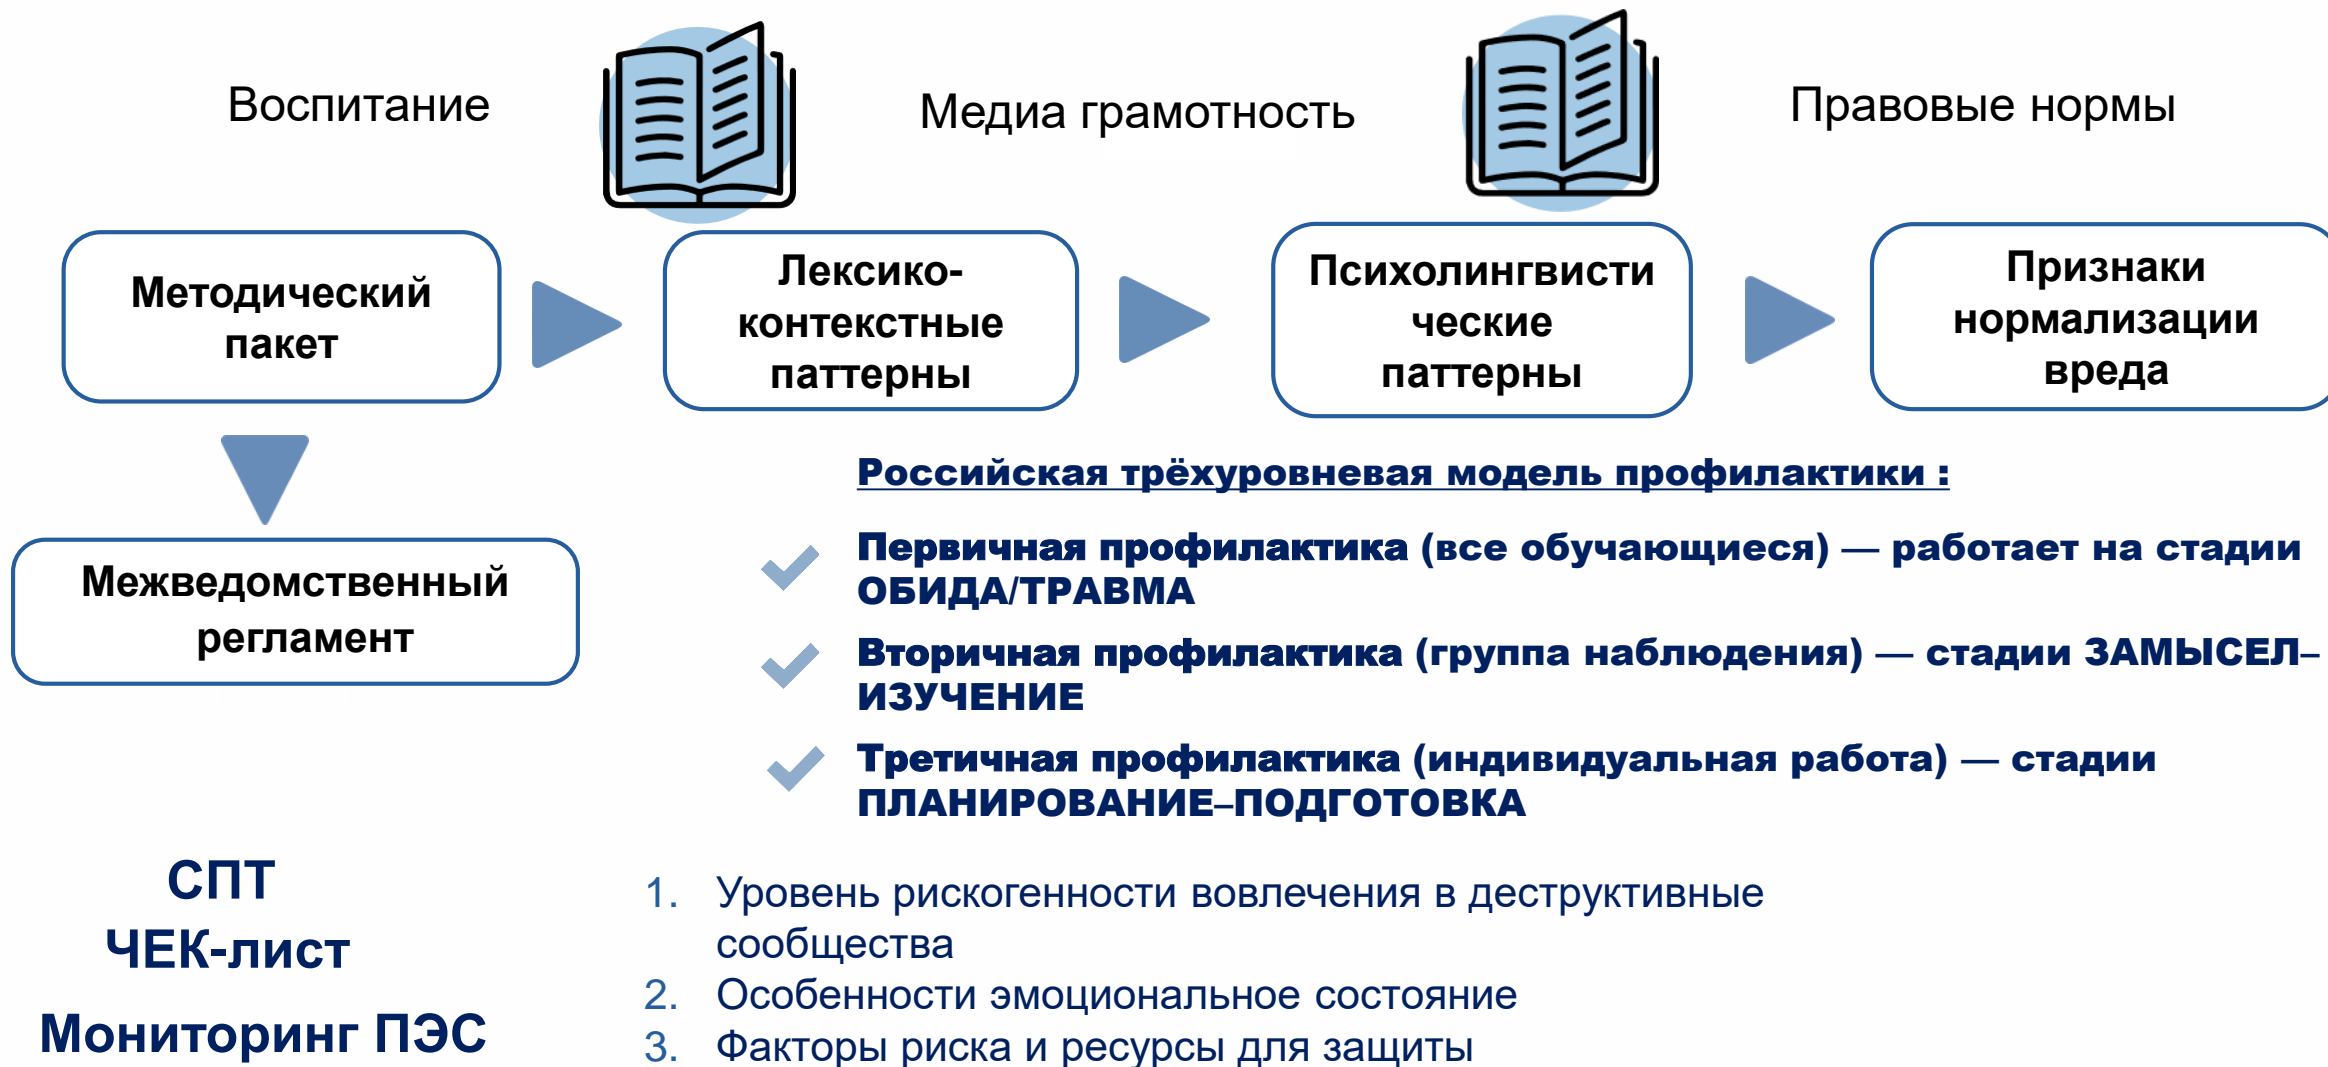 Воспитание
Медиа грамотность
Правовые нормы
Методический
пакет
Лексико-
контекстные
паттерны
Психолингвисти
ческие
паттерны
Признаки
нормализации
вреда
Межведомственный
регламент
Российская трёхуровневая модель профилактики :
Первичная профилактика (все обучающиеся) — работает на стадии
ОБИДА/ТРАВМА
Вторичная профилактика (группа наблюдения) — стадии ЗАМЫСЕЛ–
ИЗУЧЕНИЕ
Третичная профилактика (индивидуальная работа) — стадии
ПЛАНИРОВАНИЕ–ПОДГОТОВКА
СПТ
ЧЕК-лист
Мониторинг ПЭС
1. Уровень рискогенности вовлечения в деструктивные
сообщества
2. Особенности эмоциональное состояние
3. Факторы риска и ресурсы для защиты